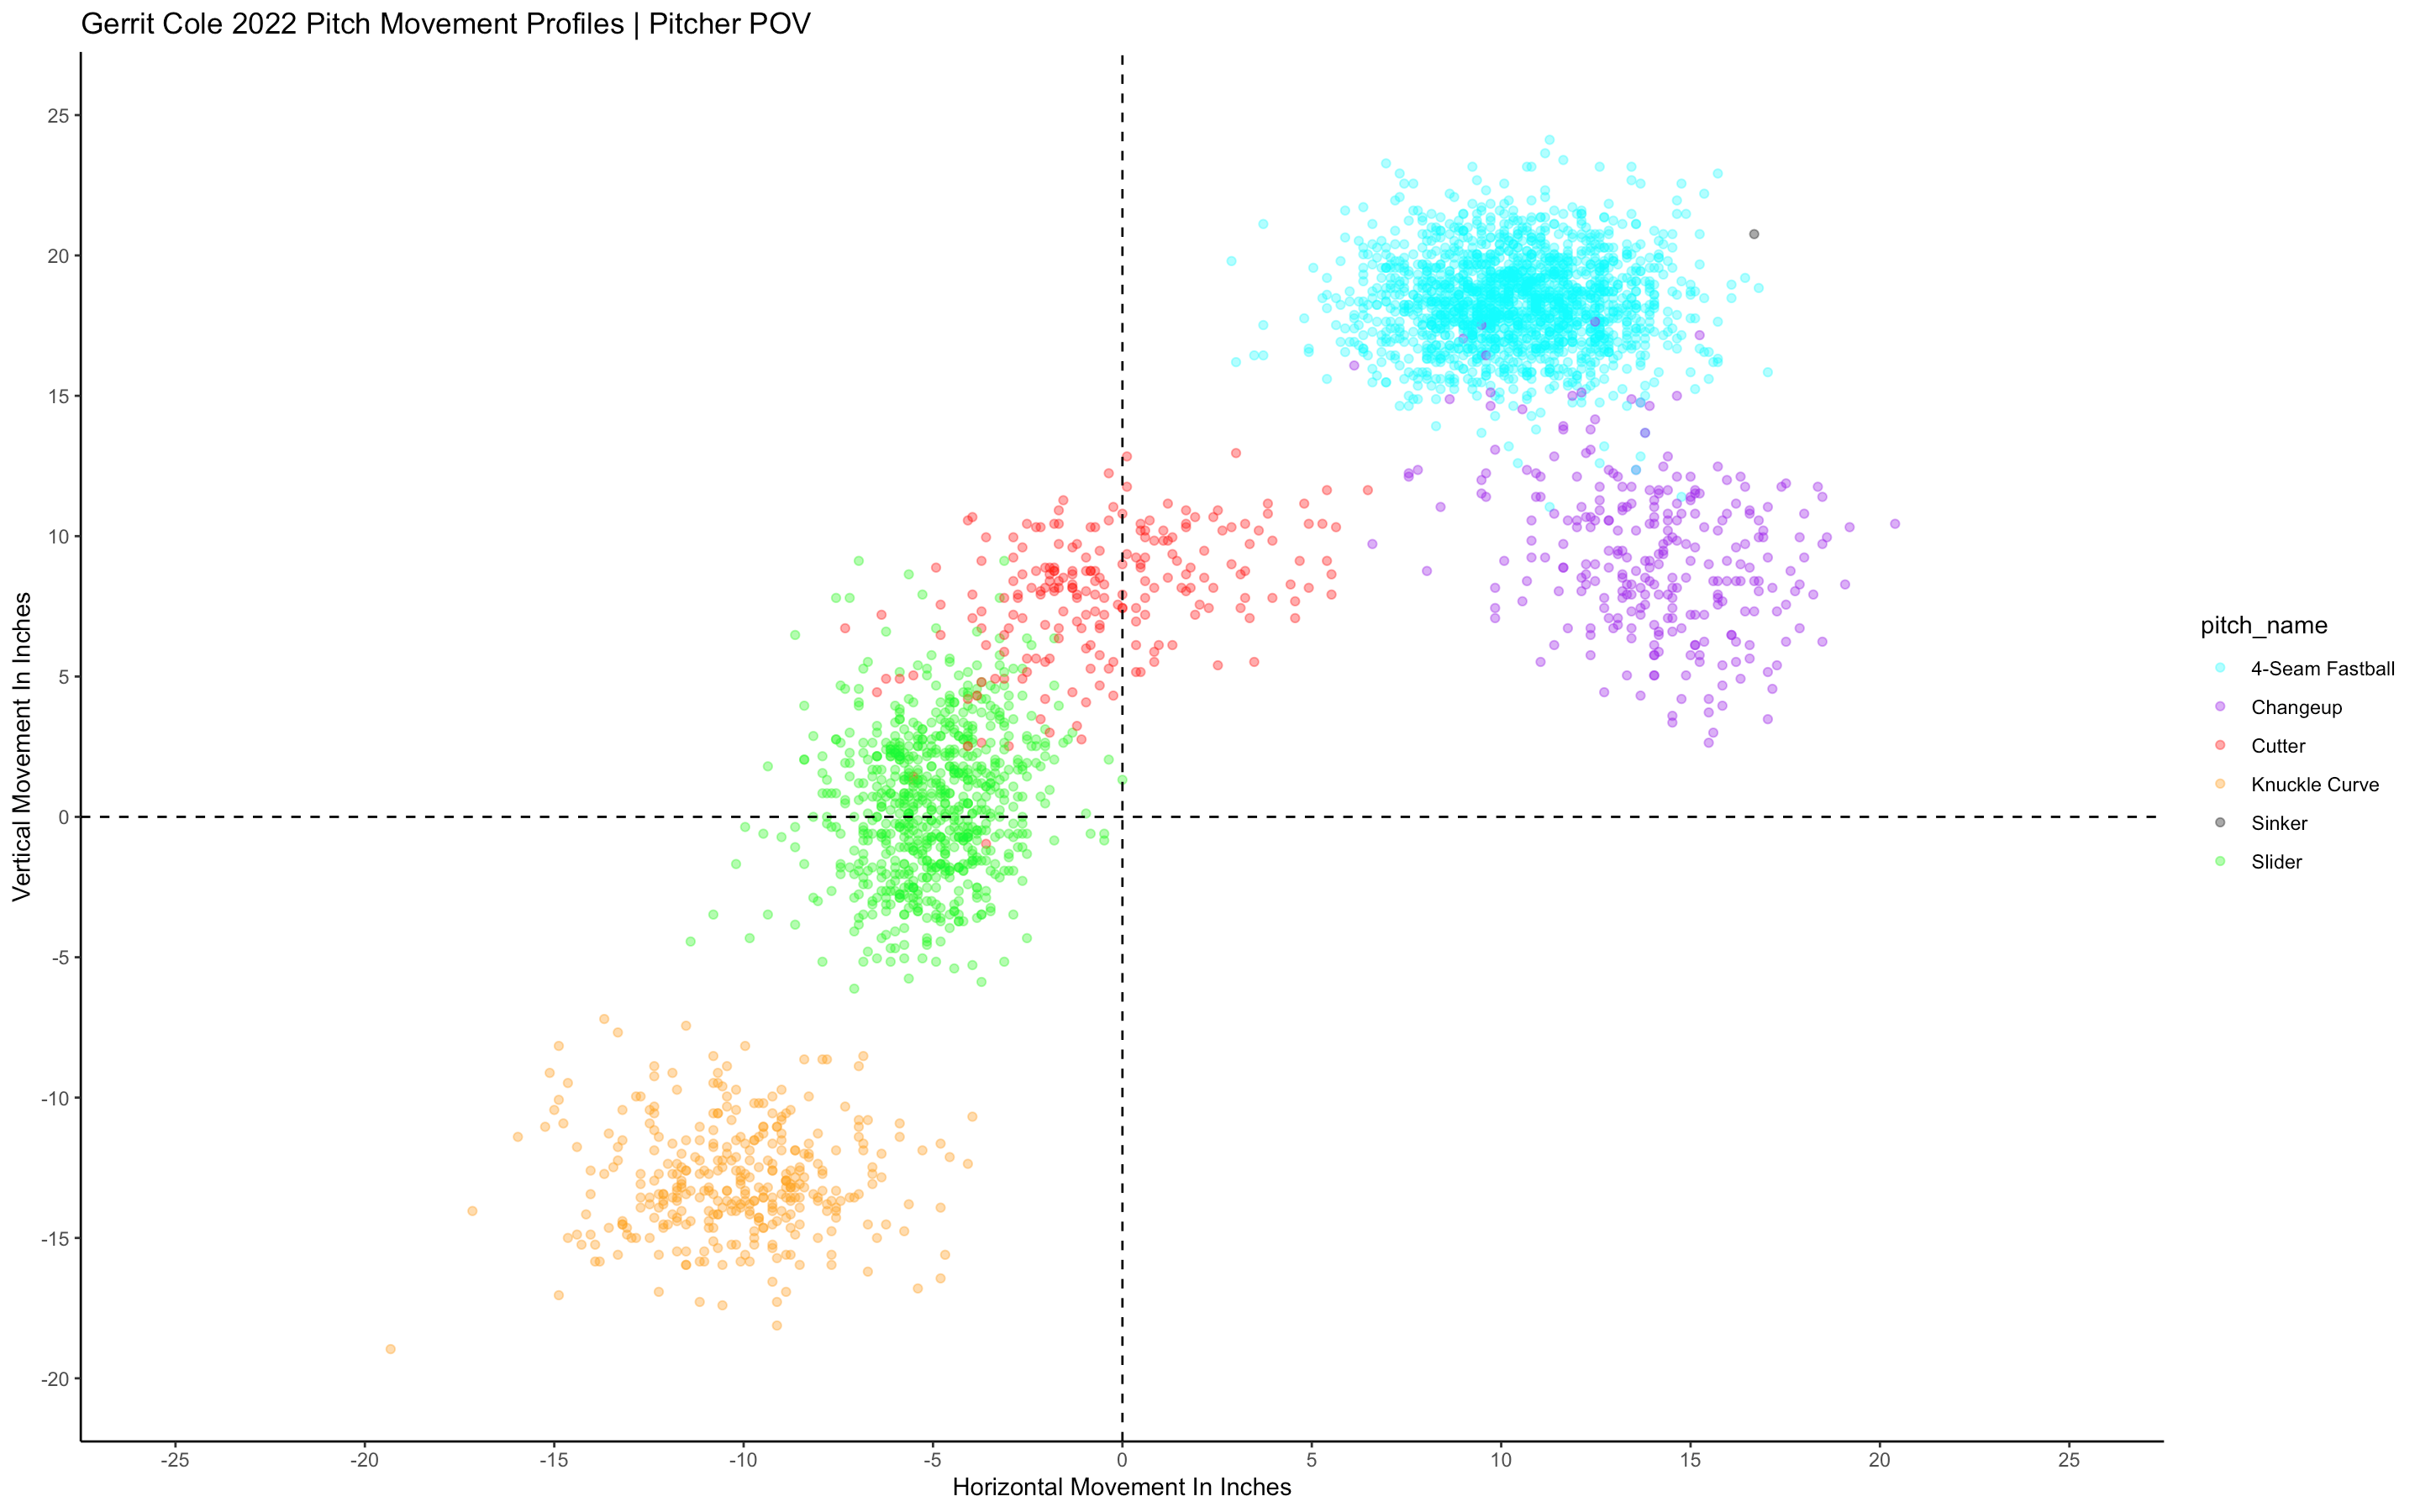 Gerrit Cole 2022 Pitch Movement Profiles | Pitcher POV
25
20
15
10
5
0
-5
-10
-15
-20
Vertical Movement In Inches
-25 -20 -15 -10 -5 0 5 10 15 20 25
Horizontal Movement In Inches
pitch_name
4-Seam Fastball
Changeup
Cutter
Knuckle Curve
Sinker
Slider